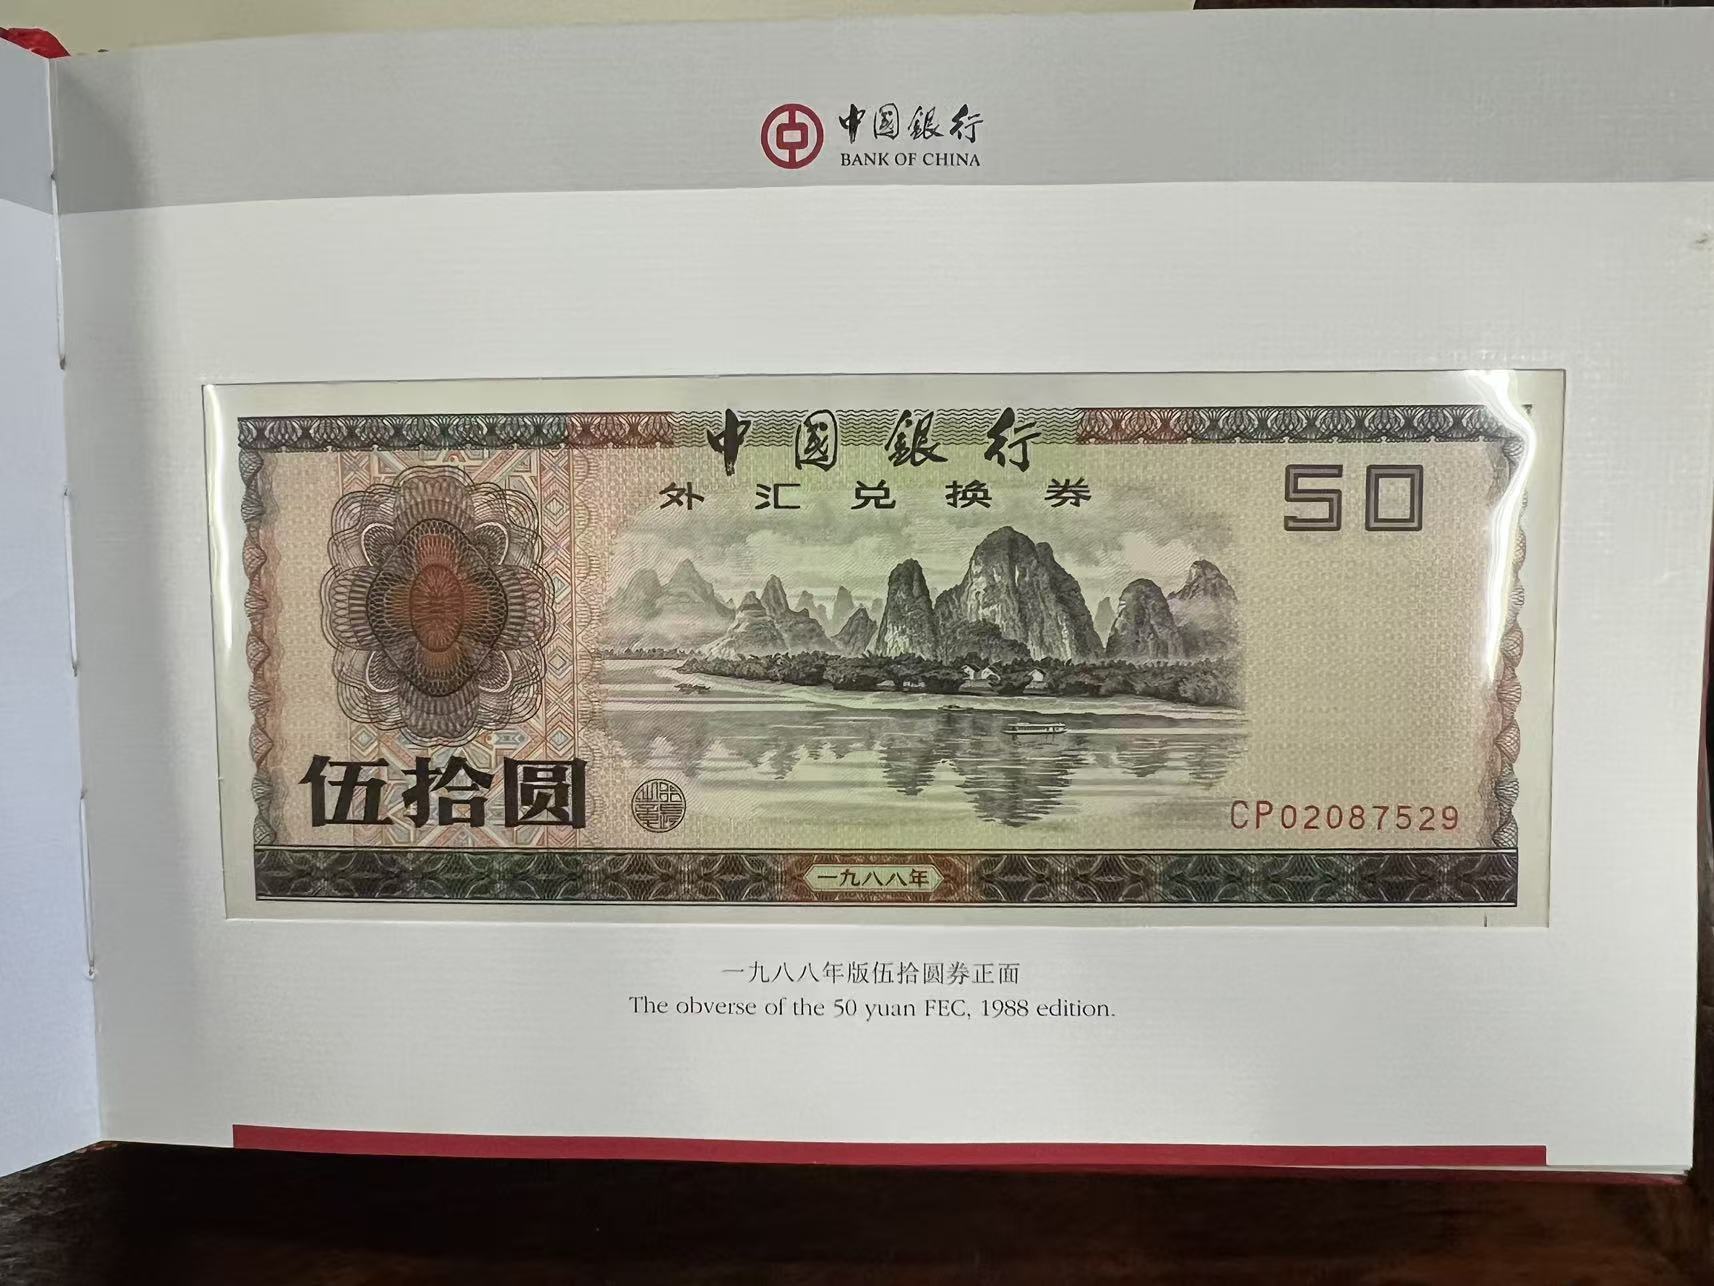 中国銀行
BANK OF CHINA
中國銀行
外汇兑换券
50
伍拾圆
CP02087529
一九八八年
一九八八年版伍拾圆券正面
The obverse of the 50 yuan FEC, 1988 edition.